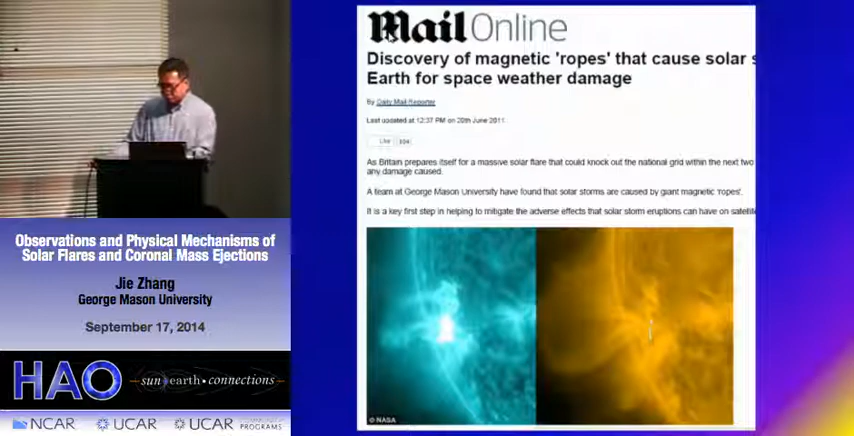 Mail Online
Discovery of magnetic 'ropes' that cause solar s
Earth for space weather damage
By Daily Mail Reporter
Last updated at 12:37 PM on 20th June 2011
Like
As Britain prepares itself for a massive solar flare that could knock out the national grid within the next two
any damage caused.
A team at George Mason University have found that solar storms are caused by giant magnetic 'ropes'.
It is a key first step in helping to mitigate the adverse effects that solar storm eruptions can have on satelli
© NASA
Observations and Physical Mechanisms of
Solar Flares and Coronal Mass Ejections
Jie Zhang
George Mason University
September 17, 2014
HAO
sun earth • connections
NCAR UCAR UCAR
PROGRAMS